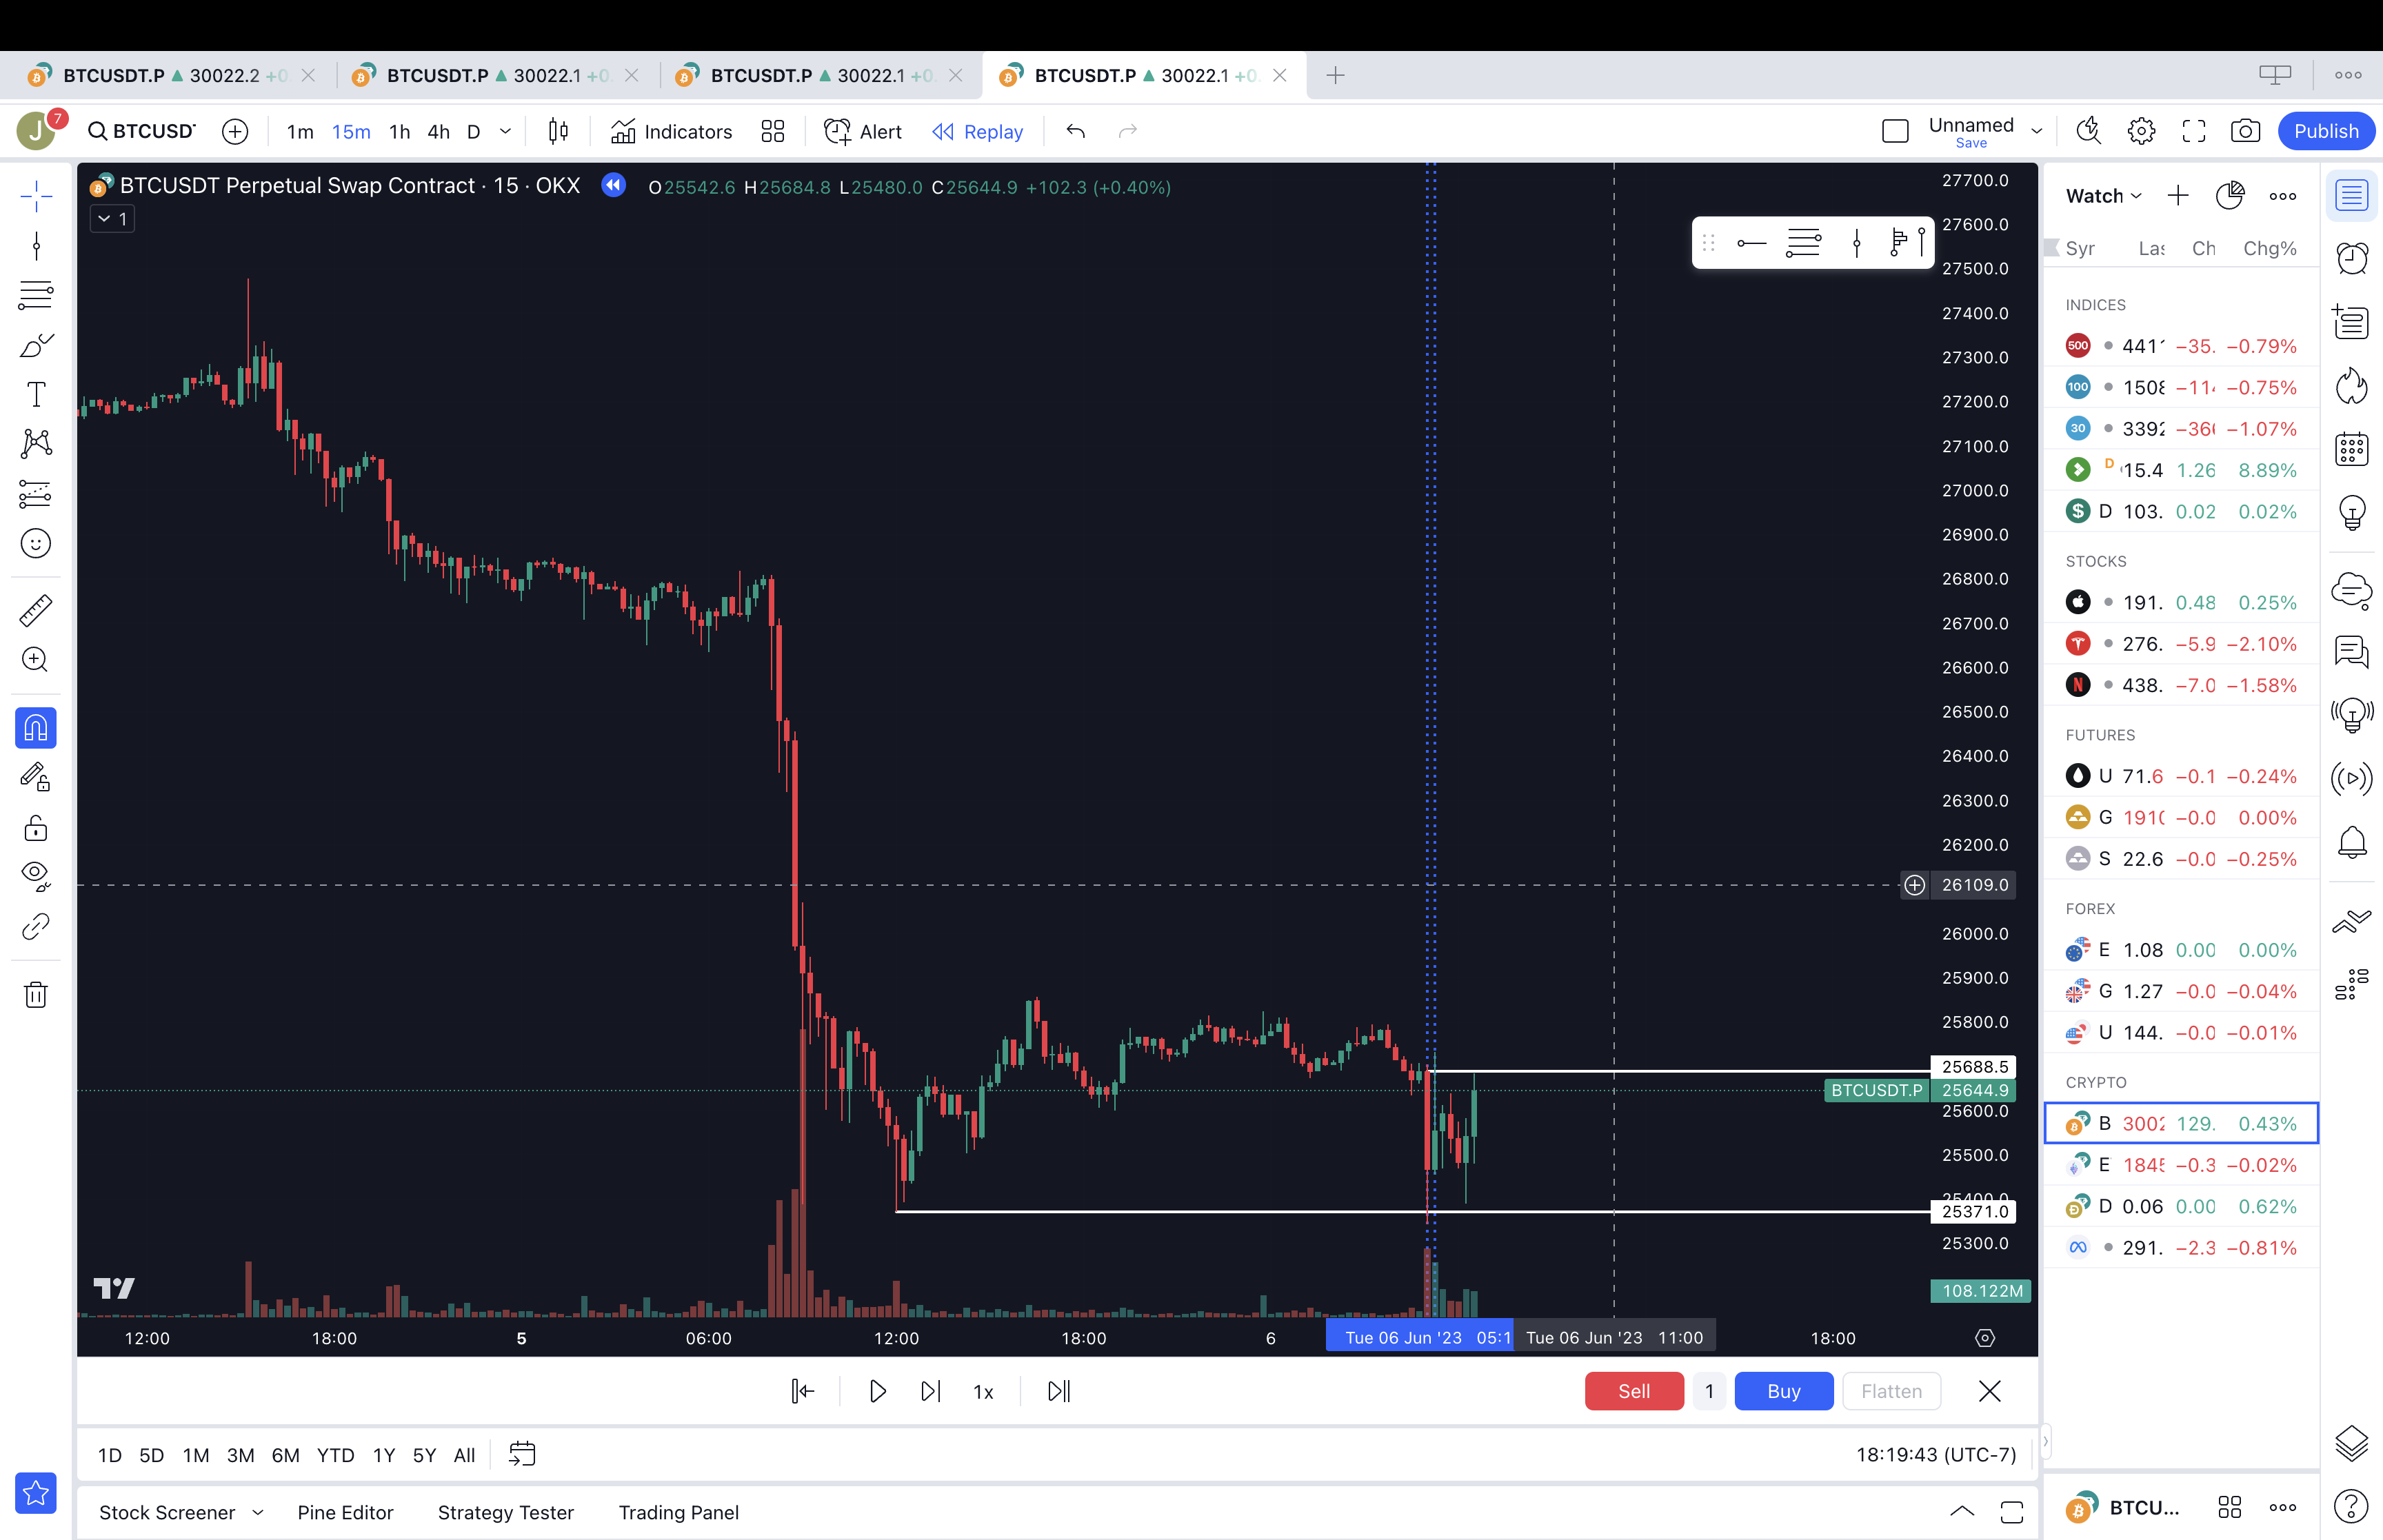 BTCUSDT.P ▲ 30022.2 +0
BTCUSDT.P ▲ 30022.1 +0.
BTCUSDT.P ▲ 30022.1 +0.
BTCUSDT.P ▲ 30022.1 +0.
J 7
BTCUSDT
1m 15m 1h 4h D
Indicators
Alert
Replay
Unnamed
Save
Publish
BTCUSDT Perpetual Swap Contract · 15 · OKX
O25542.6 H25684.8 L25480.0 C25644.9 +102.3 (+0.40%)
1
27700.0
27600.0
27500.0
27400.0
27300.0
27200.0
27100.0
27000.0
26900.0
26800.0
26700.0
26600.0
26500.0
26400.0
26300.0
26200.0
26109.0
26000.0
25900.0
25800.0
25688.5
BTCUSDT.P 25644.9
25600.0
25500.0
25400.0
25371.0
25300.0
108.122M
12:00 18:00 5 06:00 12:00 18:00 6 Tue 06 Jun '23 05:1 Tue 06 Jun '23 11:00 18:00
1x
Sell 1 Buy Flatten
1D 5D 1M 3M 6M YTD 1Y 5Y All
18:19:43 (UTC-7)
Stock Screener Pine Editor Strategy Tester Trading Panel
Watch
Syr Las Ch Chg%
INDICES
500 441 −35. −0.79%
100 1508 −114 −0.75%
30 3392 −366 −1.07%
D 15.4 1.26 8.89%
$ D 103. 0.02 0.02%
STOCKS
191. 0.48 0.25%
276. −5.9 −2.10%
N 438. −7.0 −1.58%
FUTURES
U 71.6 −0.1 −0.24%
G 1910 −0.0 0.00%
S 22.6 −0.0 −0.25%
FOREX
E 1.08 0.00 0.00%
G 1.27 −0.0 −0.04%
U 144. −0.0 −0.01%
CRYPTO
B 3002 129. 0.43%
E 1845 −0.3 −0.02%
D 0.06 0.00 0.62%
291. −2.3 −0.81%
BTCU...